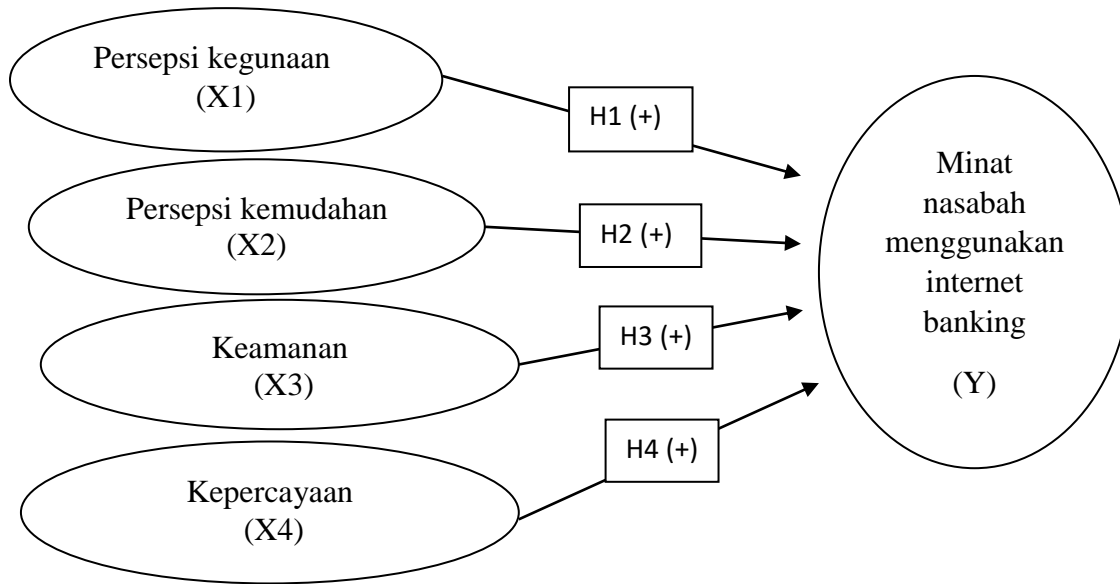 Persepsi kegunaan
(X1)
H1 (+)
Persepsi kemudahan
(X2)
H2 (+)
Keamanan
(X3)
H3 (+)
Kepercayaan
(X4)
H4 (+)
Minat
nasabah
menggunakan
internet
banking
(Y)